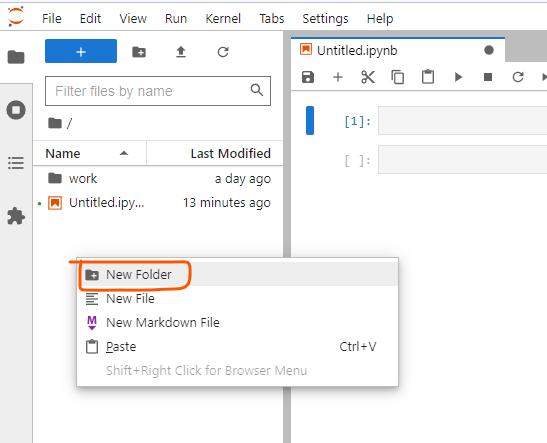 File Edit View Run Kernel Tabs Settings Help
Untitled.ipynb
Filter files by name
/
[1]:
Name Last Modified
[ ]:
work a day ago
Untitled.ipy... 13 minutes ago
New Folder
New File
M New Markdown File
Paste Ctrl+V
Shift+Right Click for Browser Menu